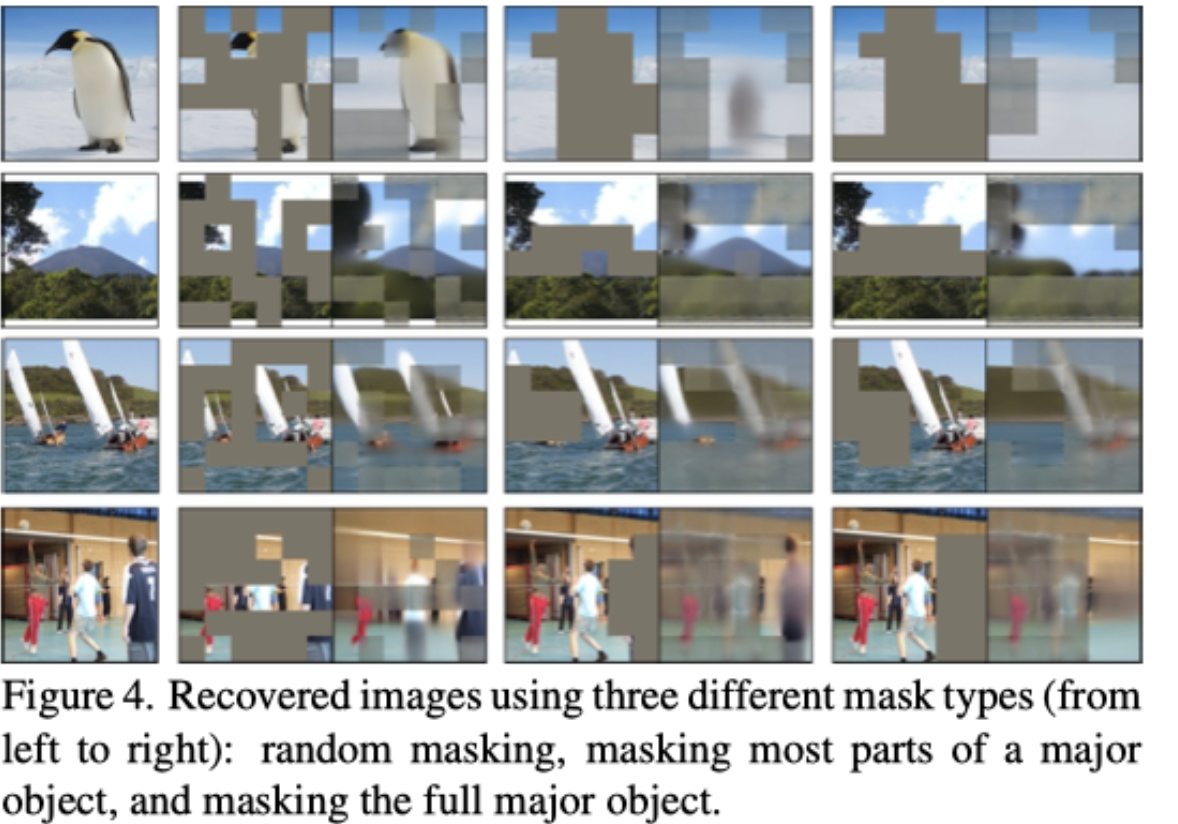 Figure 4. Recovered images using three different mask types (from
left to right): random masking, masking most parts of a major
object, and masking the full major object.